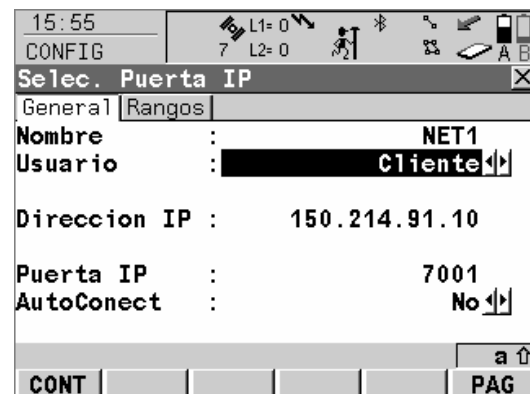 15:55
L1= 0
CONFIG
7 L2= 0
A B
Selec. Puerta IP
General Rangos
Nombre : NET1
Usuario : Cliente
Direccion IP : 150.214.91.10
Puerta IP : 7001
AutoConect : No
a
CONT PAG